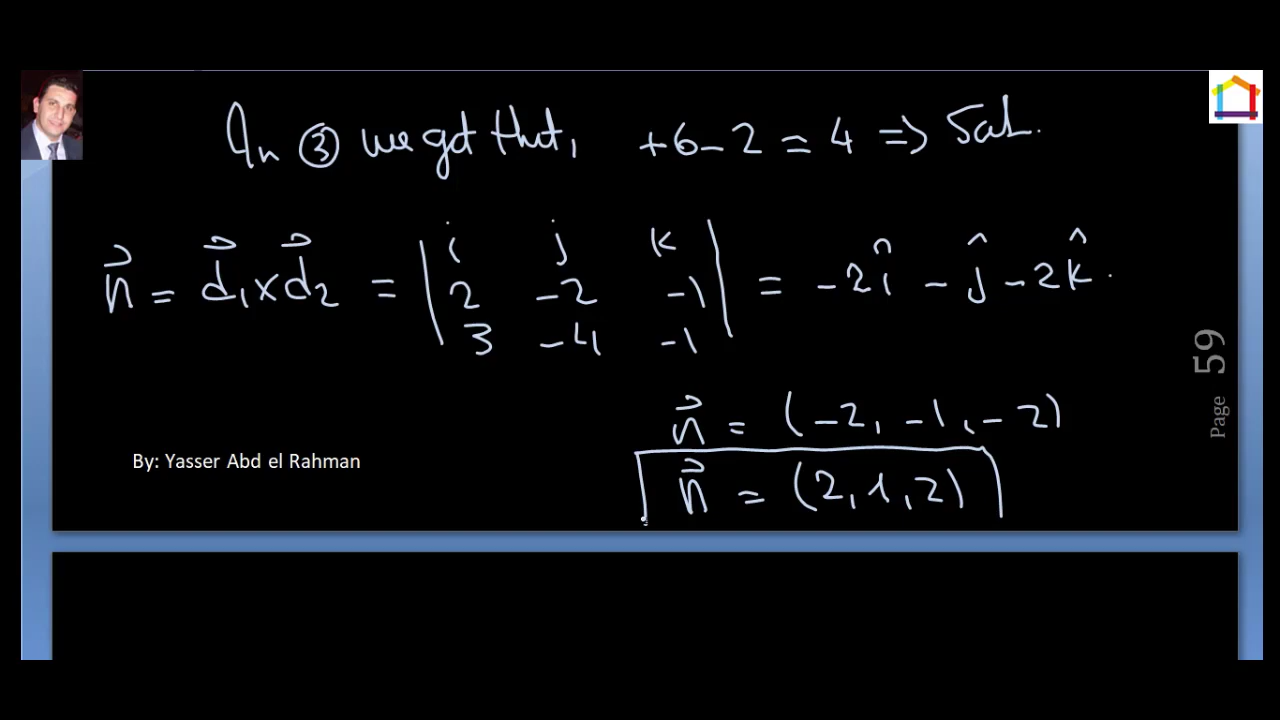 In ③ we get that, +6-2 = 4 => Sat.
n⃗ = d⃗₁ x d⃗₂ = | i j k | = -2î - ĵ - 2k̂.
2 -2 -1
3 -4 -1
n⃗ = (-2, -1, -2)
n⃗ = (2, 1, 2)
By: Yasser Abd el Rahman
Page 59